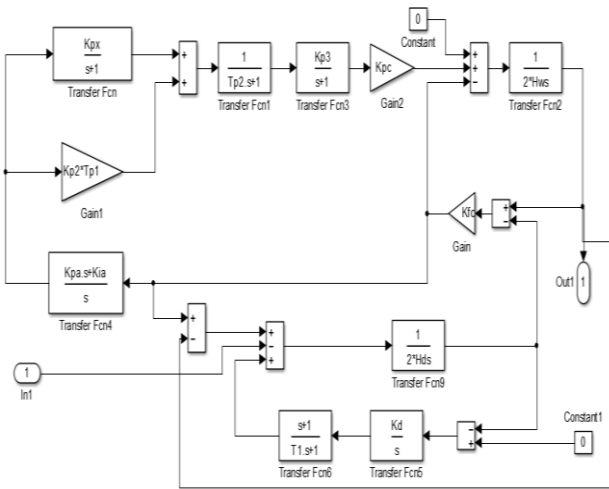 0
Constant
Kpx
s+1
Transfer Fcn
+
+
1
Tp2.s+1
Transfer Fcn1
Kp3
s+1
Transfer Fcn3
Kpc
Gain2
+
+
−
1
2*Hws
Transfer Fcn2
Kp2*Tp1
Gain1
Kfc
Gain
+
−
Kpa.s+Kia
s
Transfer Fcn4
1
Out1
+
−
+
−
+
1
2*Hds
Transfer Fcn9
1
In1
s+1
T1.s+1
Transfer Fcn6
Kd
s
Transfer Fcn5
−
+
Constant1
0